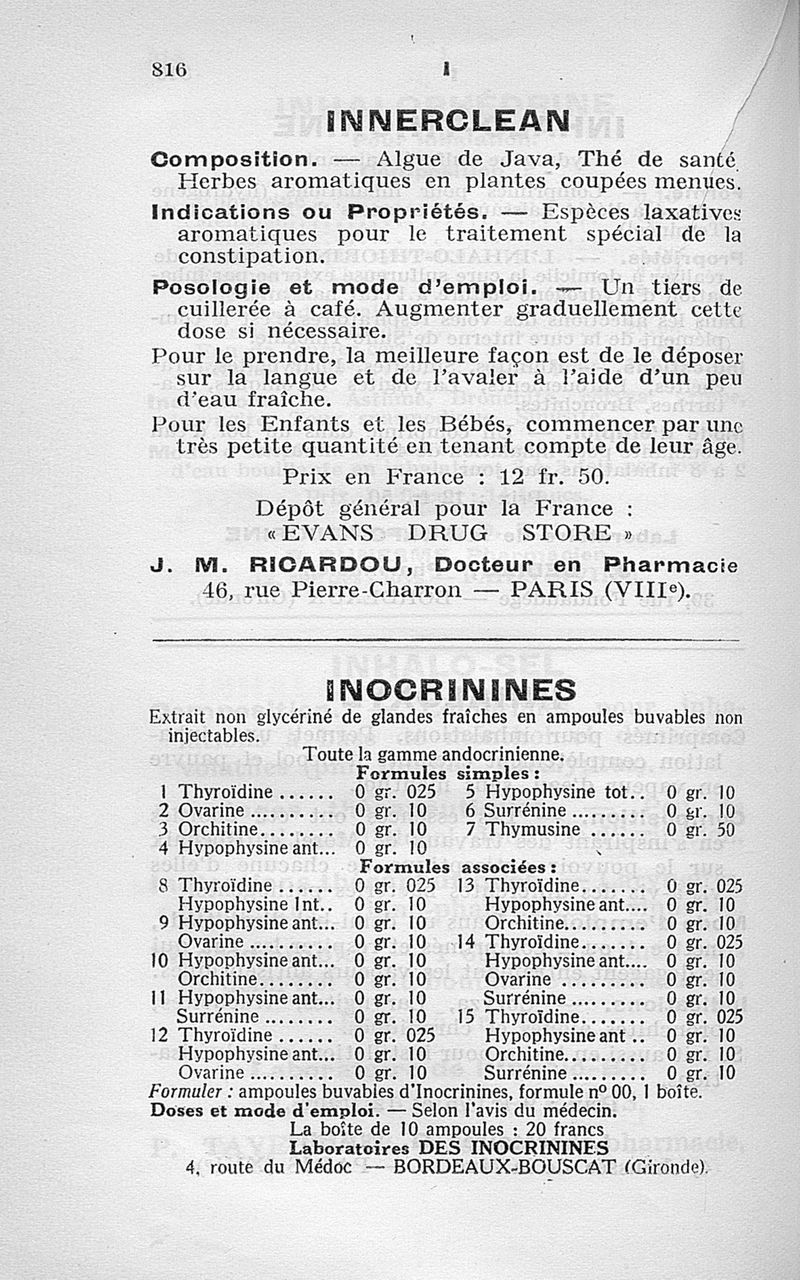 816
I
INNERCLEAN
Composition. — Algue de Java, Thé de santé.
Herbes aromatiques en plantes coupées menues.
Indications ou Propriétés. — Espèces laxatives
aromatiques pour le traitement spécial de la
constipation.
Posologie et mode d'emploi. — Un tiers de
cuillerée à café. Augmenter graduellement cette
dose si nécessaire.
Pour le prendre, la meilleure façon est de le déposer
sur la langue et de l'avaler à l'aide d'un peu
d'eau fraîche.
Pour les Enfants et les Bébés, commencer par une
très petite quantité en tenant compte de leur âge.
Prix en France : 12 fr. 50.
Dépôt général pour la France :
« EVANS DRUG STORE »
J. M. RICARDOU, Docteur en Pharmacie
46, rue Pierre-Charron — PARIS (VIIIe).
INOCRININES
Extrait non glycériné de glandes fraîches en ampoules buvables non
injectables.
Toute la gamme andocrinienne.
Formules simples :
1 Thyroïdine ...... 0 gr. 025 5 Hypophysine tot.. 0 gr. 10
2 Ovarine .......... 0 gr. 10 6 Surrénine ......... 0 gr. 10
3 Orchitine......... 0 gr. 10 7 Thymusine ...... 0 gr. 50
4 Hypophysine ant... 0 gr. 10
Formules associées :
8 Thyroïdine ...... 0 gr. 025 13 Thyroïdine....... 0 gr. 025
Hypophysine Int.. 0 gr. 10 Hypophysine ant.... 0 gr. 10
9 Hypophysine ant... 0 gr. 10 Orchitine......... 0 gr. 10
Ovarine .......... 0 gr. 10 14 Thyroïdine....... 0 gr. 025
10 Hypophysine ant... 0 gr. 10 Hypophysine ant.... 0 gr. 10
Orchitine........ 0 gr. 10 Ovarine ......... 0 gr. 10
11 Hypophysine ant... 0 gr. 10 Surrénine ......... 0 gr. 10
Surrénine ........ 0 gr. 10 15 Thyroïdine....... 0 gr. 025
12 Thyroïdine ...... 0 gr. 025 Hypophysine ant .. 0 gr. 10
Hypophysine ant... 0 gr. 10 Orchitine......... 0 gr. 10
Ovarine .......... 0 gr. 10 Surrénine ......... 0 gr. 10
Formuler : ampoules buvables d'Inocrinines, formule nº 00, 1 boîte.
Doses et mode d'emploi. — Selon l'avis du médecin.
La boîte de 10 ampoules : 20 francs
Laboratoires DES INOCRININES
4, route du Médoc — BORDEAUX-BOUSCAT (Gironde).